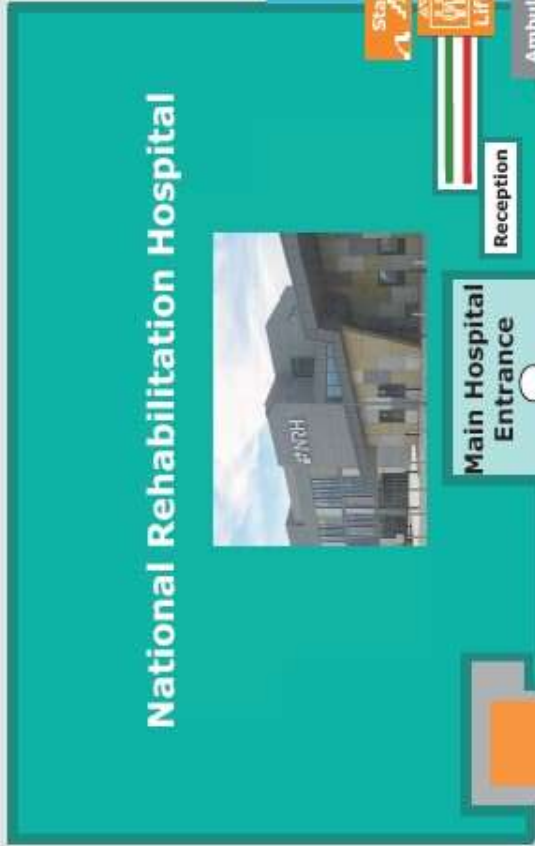 National Rehabilitation Hospital
NRH
Reception
Main Hospital
Entrance